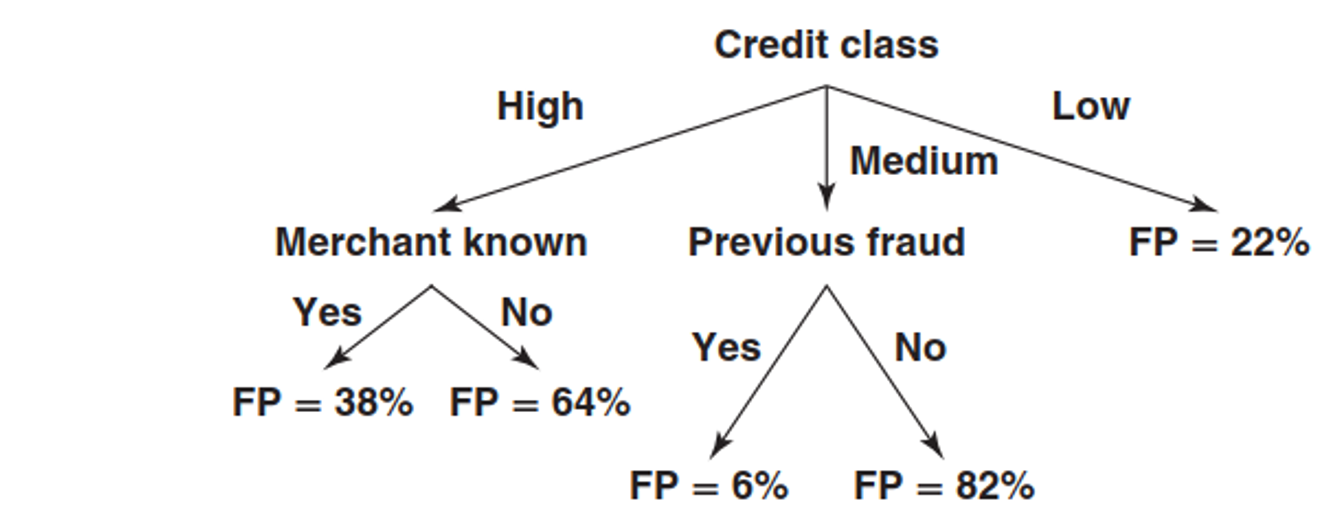 Credit class
High
Low
Medium
Merchant known
Previous fraud
FP = 22%
Yes
No
Yes
No
FP = 38%
FP = 64%
FP = 6%
FP = 82%